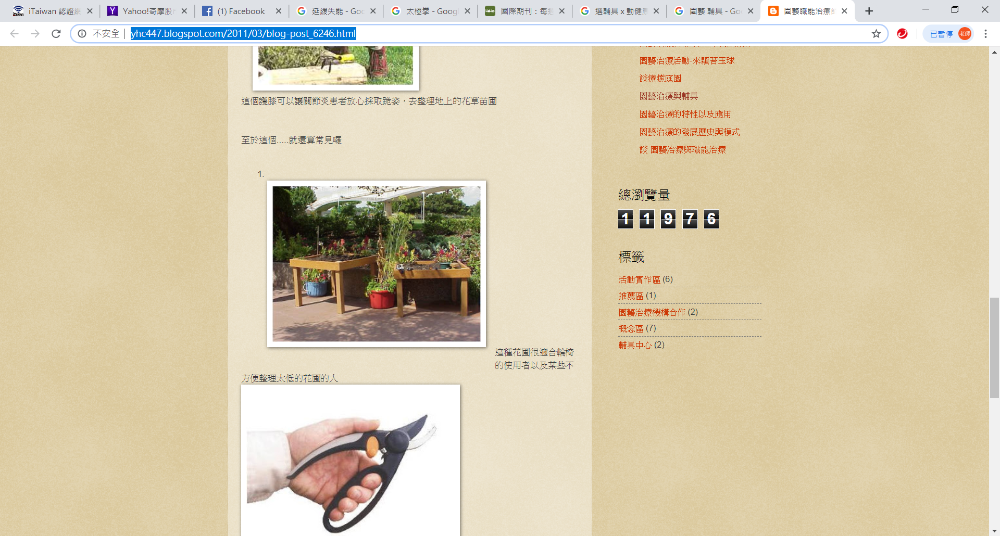 iTaiwan 認證網
Yahoo!奇摩股
(1) Facebook
延緩失能 - Goo
太極拳 - Googl
國際期刊：每週
選輔具 x 動健康
園藝 輔具 - Go
園藝職能治療師
不安全
yhc447.blogspot.com/2011/03/blog-post_6246.html
已暫停
老師
園藝治療活動-來顆苔玉球
談療癒庭園
園藝治療與輔具
園藝治療的特性以及應用
園藝治療的發展歷史與模式
談 園藝治療與職能治療
這個護膝可以讓關節炎患者放心採取跪姿，去整理地上的花草苗圃
至於這個.....就還算常見囉
1.
這種花圃很適合輪椅
的使用者以及某些不
方便整理太低的花圃的人
總瀏覽量
1 1 9 7 6
標籤
活動實作區 (6)
推薦區 (1)
園藝治療機構合作 (2)
概念區 (7)
輔具中心 (2)